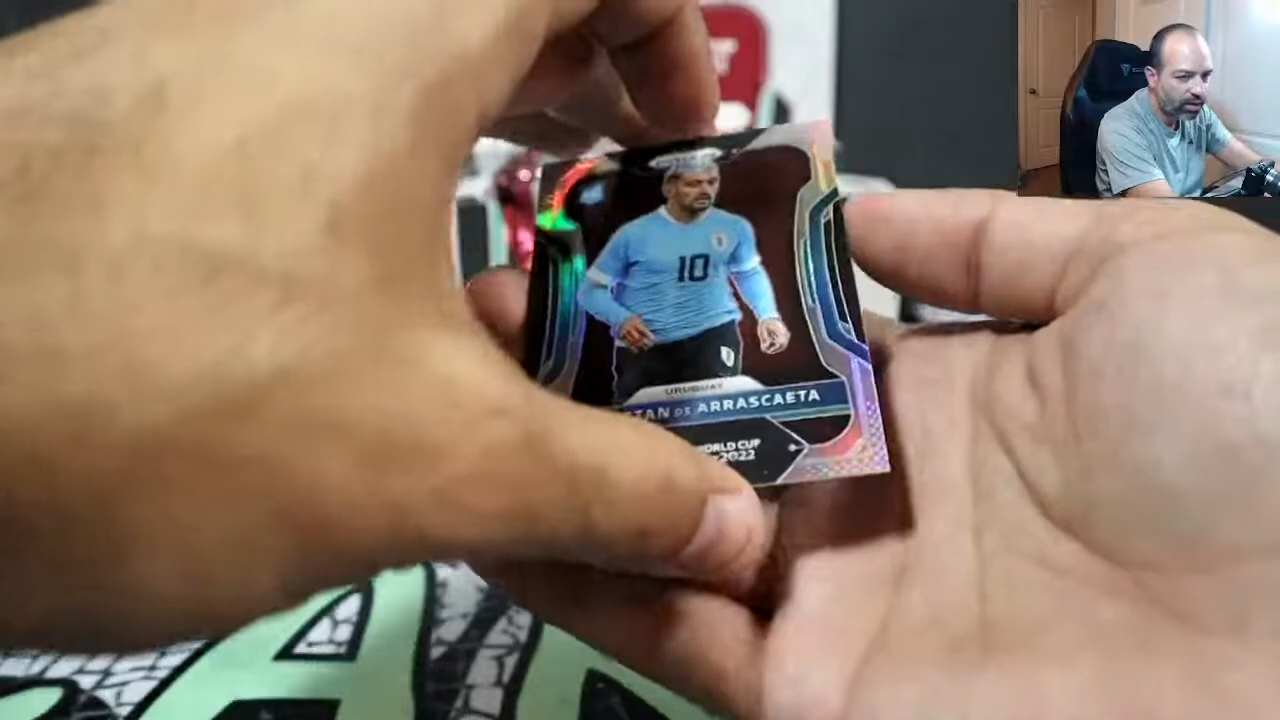 10
URUGUAY
TAN DE ARRASCAETA
WORLD CUP
2022